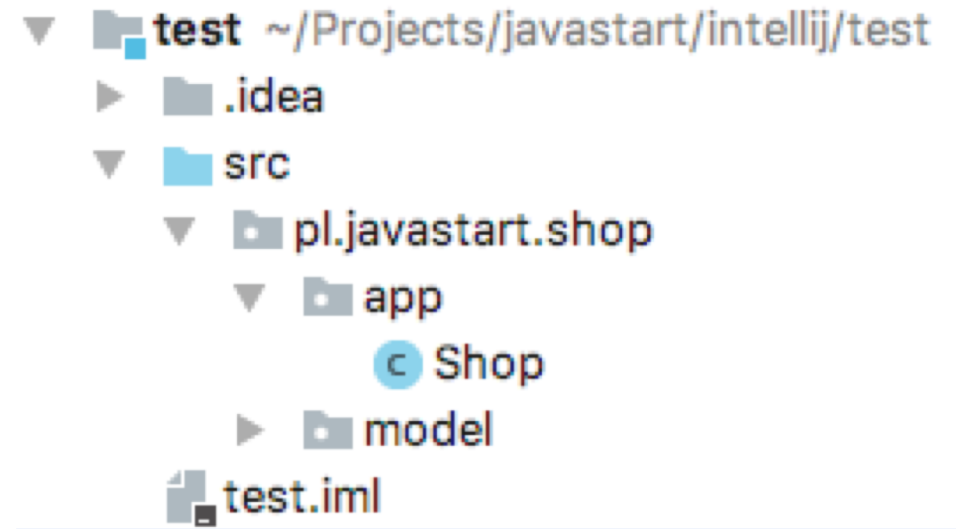 test ~/Projects/javastart/intellij/test
.idea
src
pl.javastart.shop
app
C Shop
model
test.iml